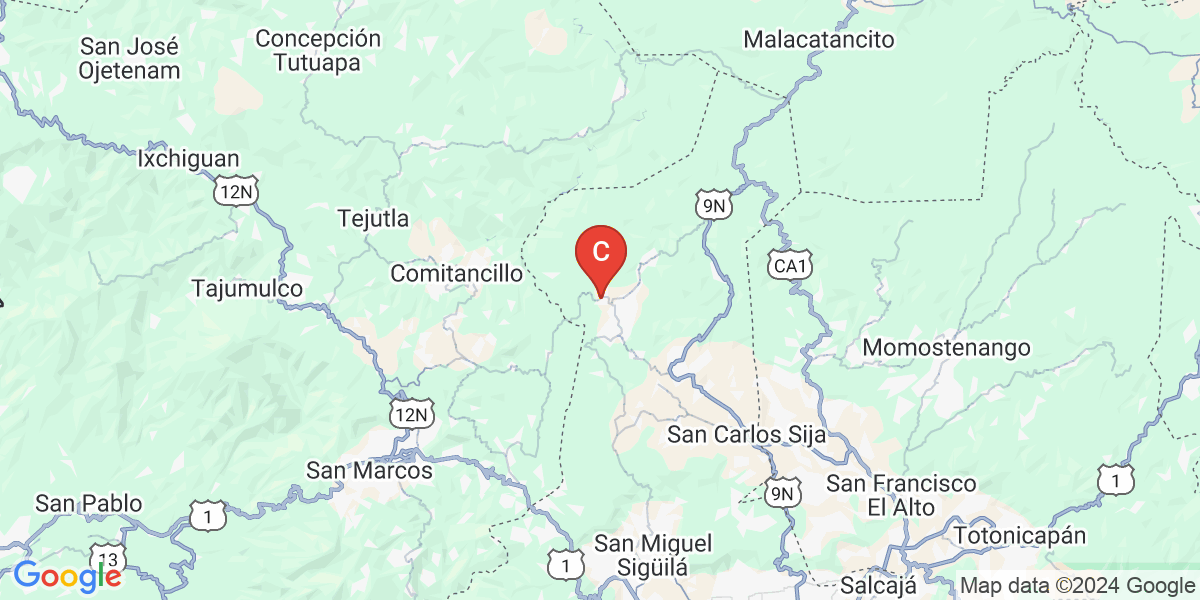 San José
Ojetenam
Concepción
Tutuapa
Malacatancito
Ixchiguan
12N
Tejutla
9N
C
Comitancillo
CA1
Tajumulco
Momostenango
12N
San Carlos Sija
San Marcos
San Pablo
1
9N
San Francisco
El Alto
1
Totonicapán
13
1
San Miguel
Sigüilá
Salcajá
Google
Map data ©2024 Google